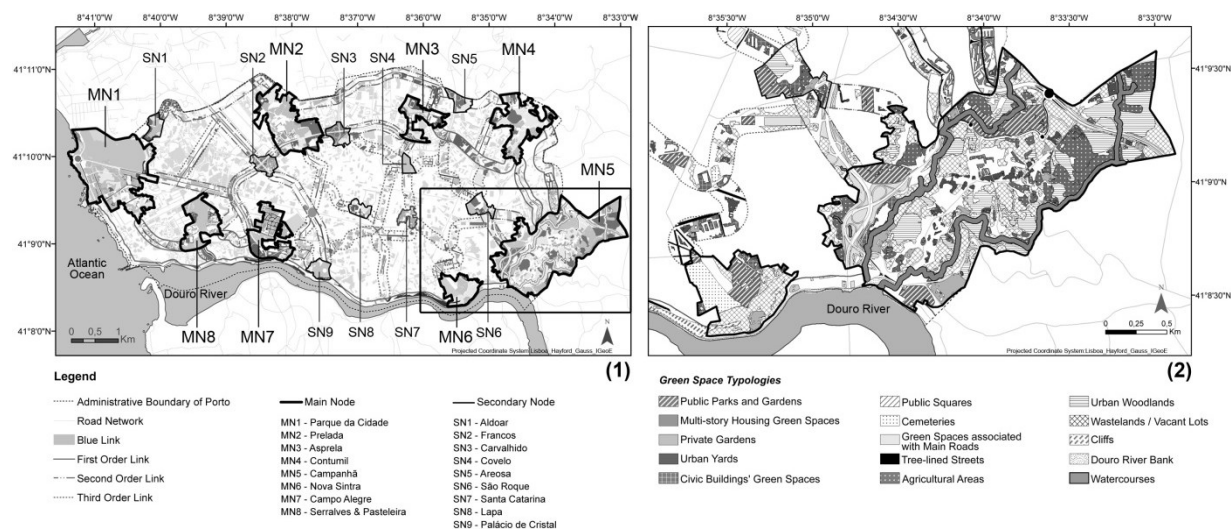 8°41'0"W 8°40'0"W 8°39'0"W 8°38'0"W 8°37'0"W 8°36'0"W 8°35'0"W 8°34'0"W 8°33'0"W
41°11'0"N
41°10'0"N
41°9'0"N
41°8'0"N
SN1
SN2
MN2
SN3
SN4
MN3
SN5
MN4
MN1
MN5
Atlantic
Ocean
Douro River
MN8
MN7
SN9
SN8
SN7
MN6
SN6
0 0,5 1
Km
N
Projected Coordinate System:Lisboa_Hayford_Gauss_IGeoE
(1)
8°35'0"W 8°34'30"W 8°34'0"W 8°33'30"W 8°33'0"W
41°9'30"N
41°9'0"N
41°8'30"N
Douro River
N
0 0,25 0,5
Km
Projected Coordinate System:Lisboa_Hayford_Gauss_IGeoE
(2)
Legend
Administrative Boundary of Porto
Road Network
Blue Link
First Order Link
Second Order Link
Third Order Link
Main Node
MN1 - Parque da Cidade
MN2 - Prelada
MN3 - Asprela
MN4 - Contumil
MN5 - Campanhã
MN6 - Nova Sintra
MN7 - Campo Alegre
MN8 - Serralves & Pasteleira
Secondary Node
SN1 - Aldoar
SN2 - Francos
SN3 - Carvalhido
SN4 - Covelo
SN5 - Areosa
SN6 - São Roque
SN7 - Santa Catarina
SN8 - Lapa
SN9 - Palácio de Cristal
Green Space Typologies
Public Parks and Gardens
Multi-story Housing Green Spaces
Private Gardens
Urban Yards
Civic Buildings' Green Spaces
Public Squares
Cemeteries
Green Spaces associated
with Main Roads
Tree-lined Streets
Agricultural Areas
Urban Woodlands
Wastelands / Vacant Lots
Cliffs
Douro River Bank
Watercourses